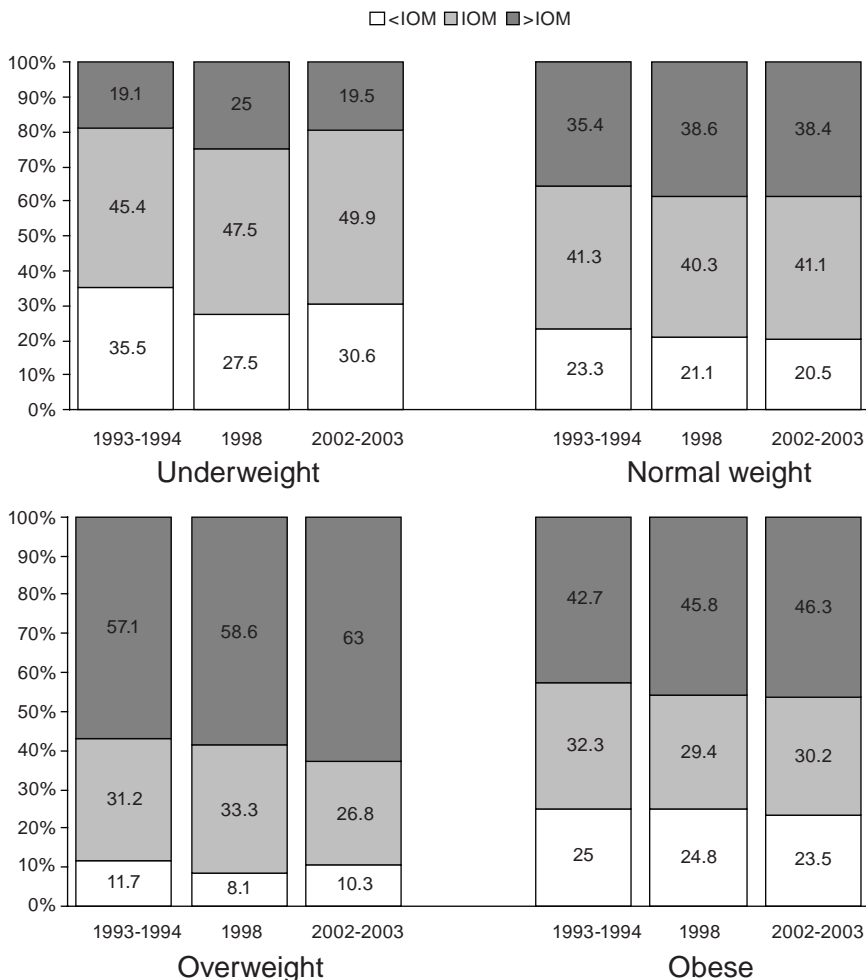 <IOM IOM >IOM
100%
90% 19.1 25 19.5 35.4 38.6 38.4
80%
70%
60% 45.4 47.5 49.9
50%
40% 41.3 40.3 41.1
30%
20% 35.5 27.5 30.6
10% 23.3 21.1 20.5
0%
1993-1994 1998 2002-2003 1993-1994 1998 2002-2003
Underweight Normal weight
100%
90%
80% 42.7 45.8 46.3
70% 57.1 58.6 63
60%
50%
40% 32.3 29.4 30.2
30% 31.2 33.3 26.8
20%
10% 11.7 8.1 10.3 25 24.8 23.5
0%
1993-1994 1998 2002-2003 1993-1994 1998 2002-2003
Overweight Obese